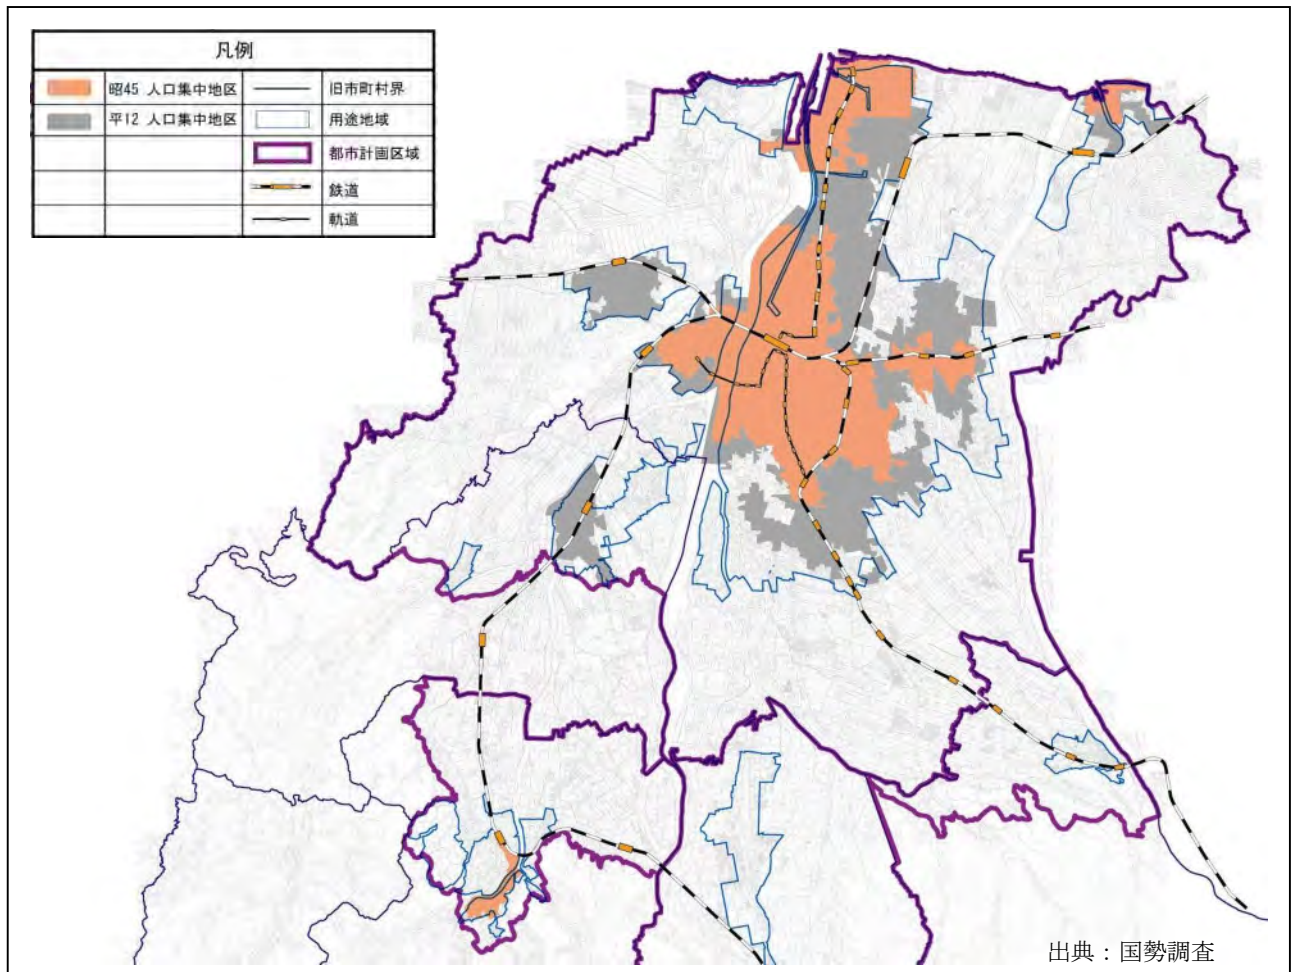 凡例
昭45 人口集中地区 旧市町村界
平12 人口集中地区 用途地域
都市計画区域
鉄道
軌道
出典：国勢調査